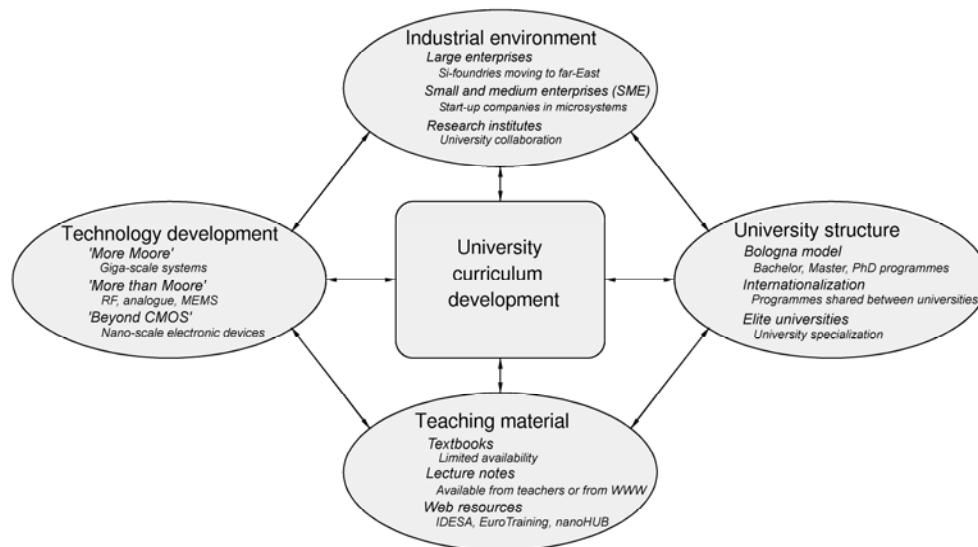 Industrial environment
Large enterprises
Si-foundries moving to far-East
Small and medium enterprises (SME)
Start-up companies in microsystems
Research institutes
University collaboration
Technology development
'More Moore'
Giga-scale systems
'More than Moore'
RF, analogue, MEMS
'Beyond CMOS'
Nano-scale electronic devices
University
curriculum
development
University structure
Bologna model
Bachelor, Master, PhD programmes
Internationalization
Programmes shared between universities
Elite universities
University specialization
Teaching material
Textbooks
Limited availability
Lecture notes
Available from teachers or from WWW
Web resources
IDESA, EuroTraining, nanoHUB